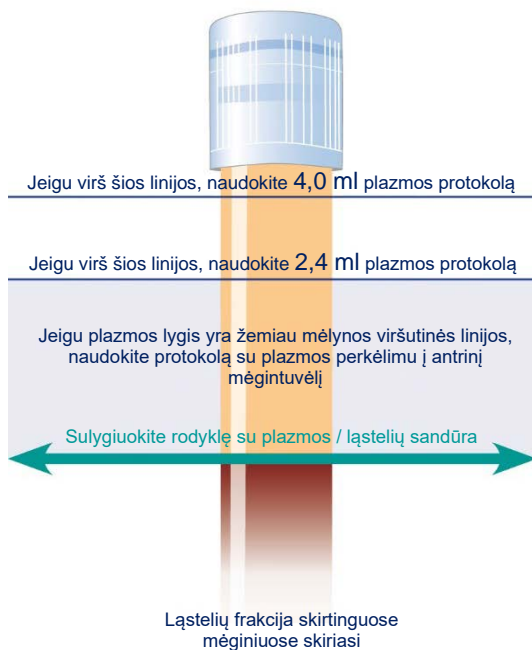 Jeigu virš šios linijos, naudokite 4,0 ml plazmos protokolą
Jeigu virš šios linijos, naudokite 2,4 ml plazmos protokolą
Jeigu plazmos lygis yra žemiau mėlynos viršutinės linijos,
naudokite protokolą su plazmos perkėlimu į antrinį
mėgintuvėlį
Sulygiuokite rodyklę su plazmos / ląstelių sandūra
Ląstelių frakcija skirtinguose
mėginiuose skiriasi